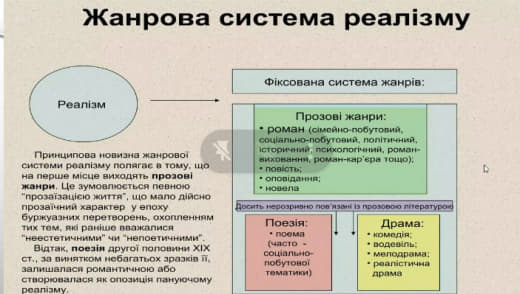 Жанрова система реалізму
Реалізм
Принципова новизна жанрової
системи реалізму полягає в тому, що
на перше місце виходять прозові
жанри. Це зумовлюється певною
"прозаїзацією життя", що мало дійсно
прозаїчний характер у епоху
буржуазних перетворень, охопленням
тих тем, які раніше вважалися
"неестетичними" чи "непоетичними".
Відтак, поезія другої половини XIX
ст., за винятком небагатьох зразків її,
залишалася романтичною або
створювалася як опозиція пануючому
реалізму.
Фіксована система жанрів:
Прозові жанри:
• роман (сімейно-побутовий,
соціально-побутовий, політичний,
історичний, психологічний, роман-
виховання, роман-кар'єра тощо);
• повість;
• оповідання;
• новела
Досить нерозривно пов'язані із прозовою літературою
Поезія:
• поема
(часто -
соціально-
побутової
тематики)
Драма:
• комедія;
• водевіль;
• мелодрама;
• реалістична
драма